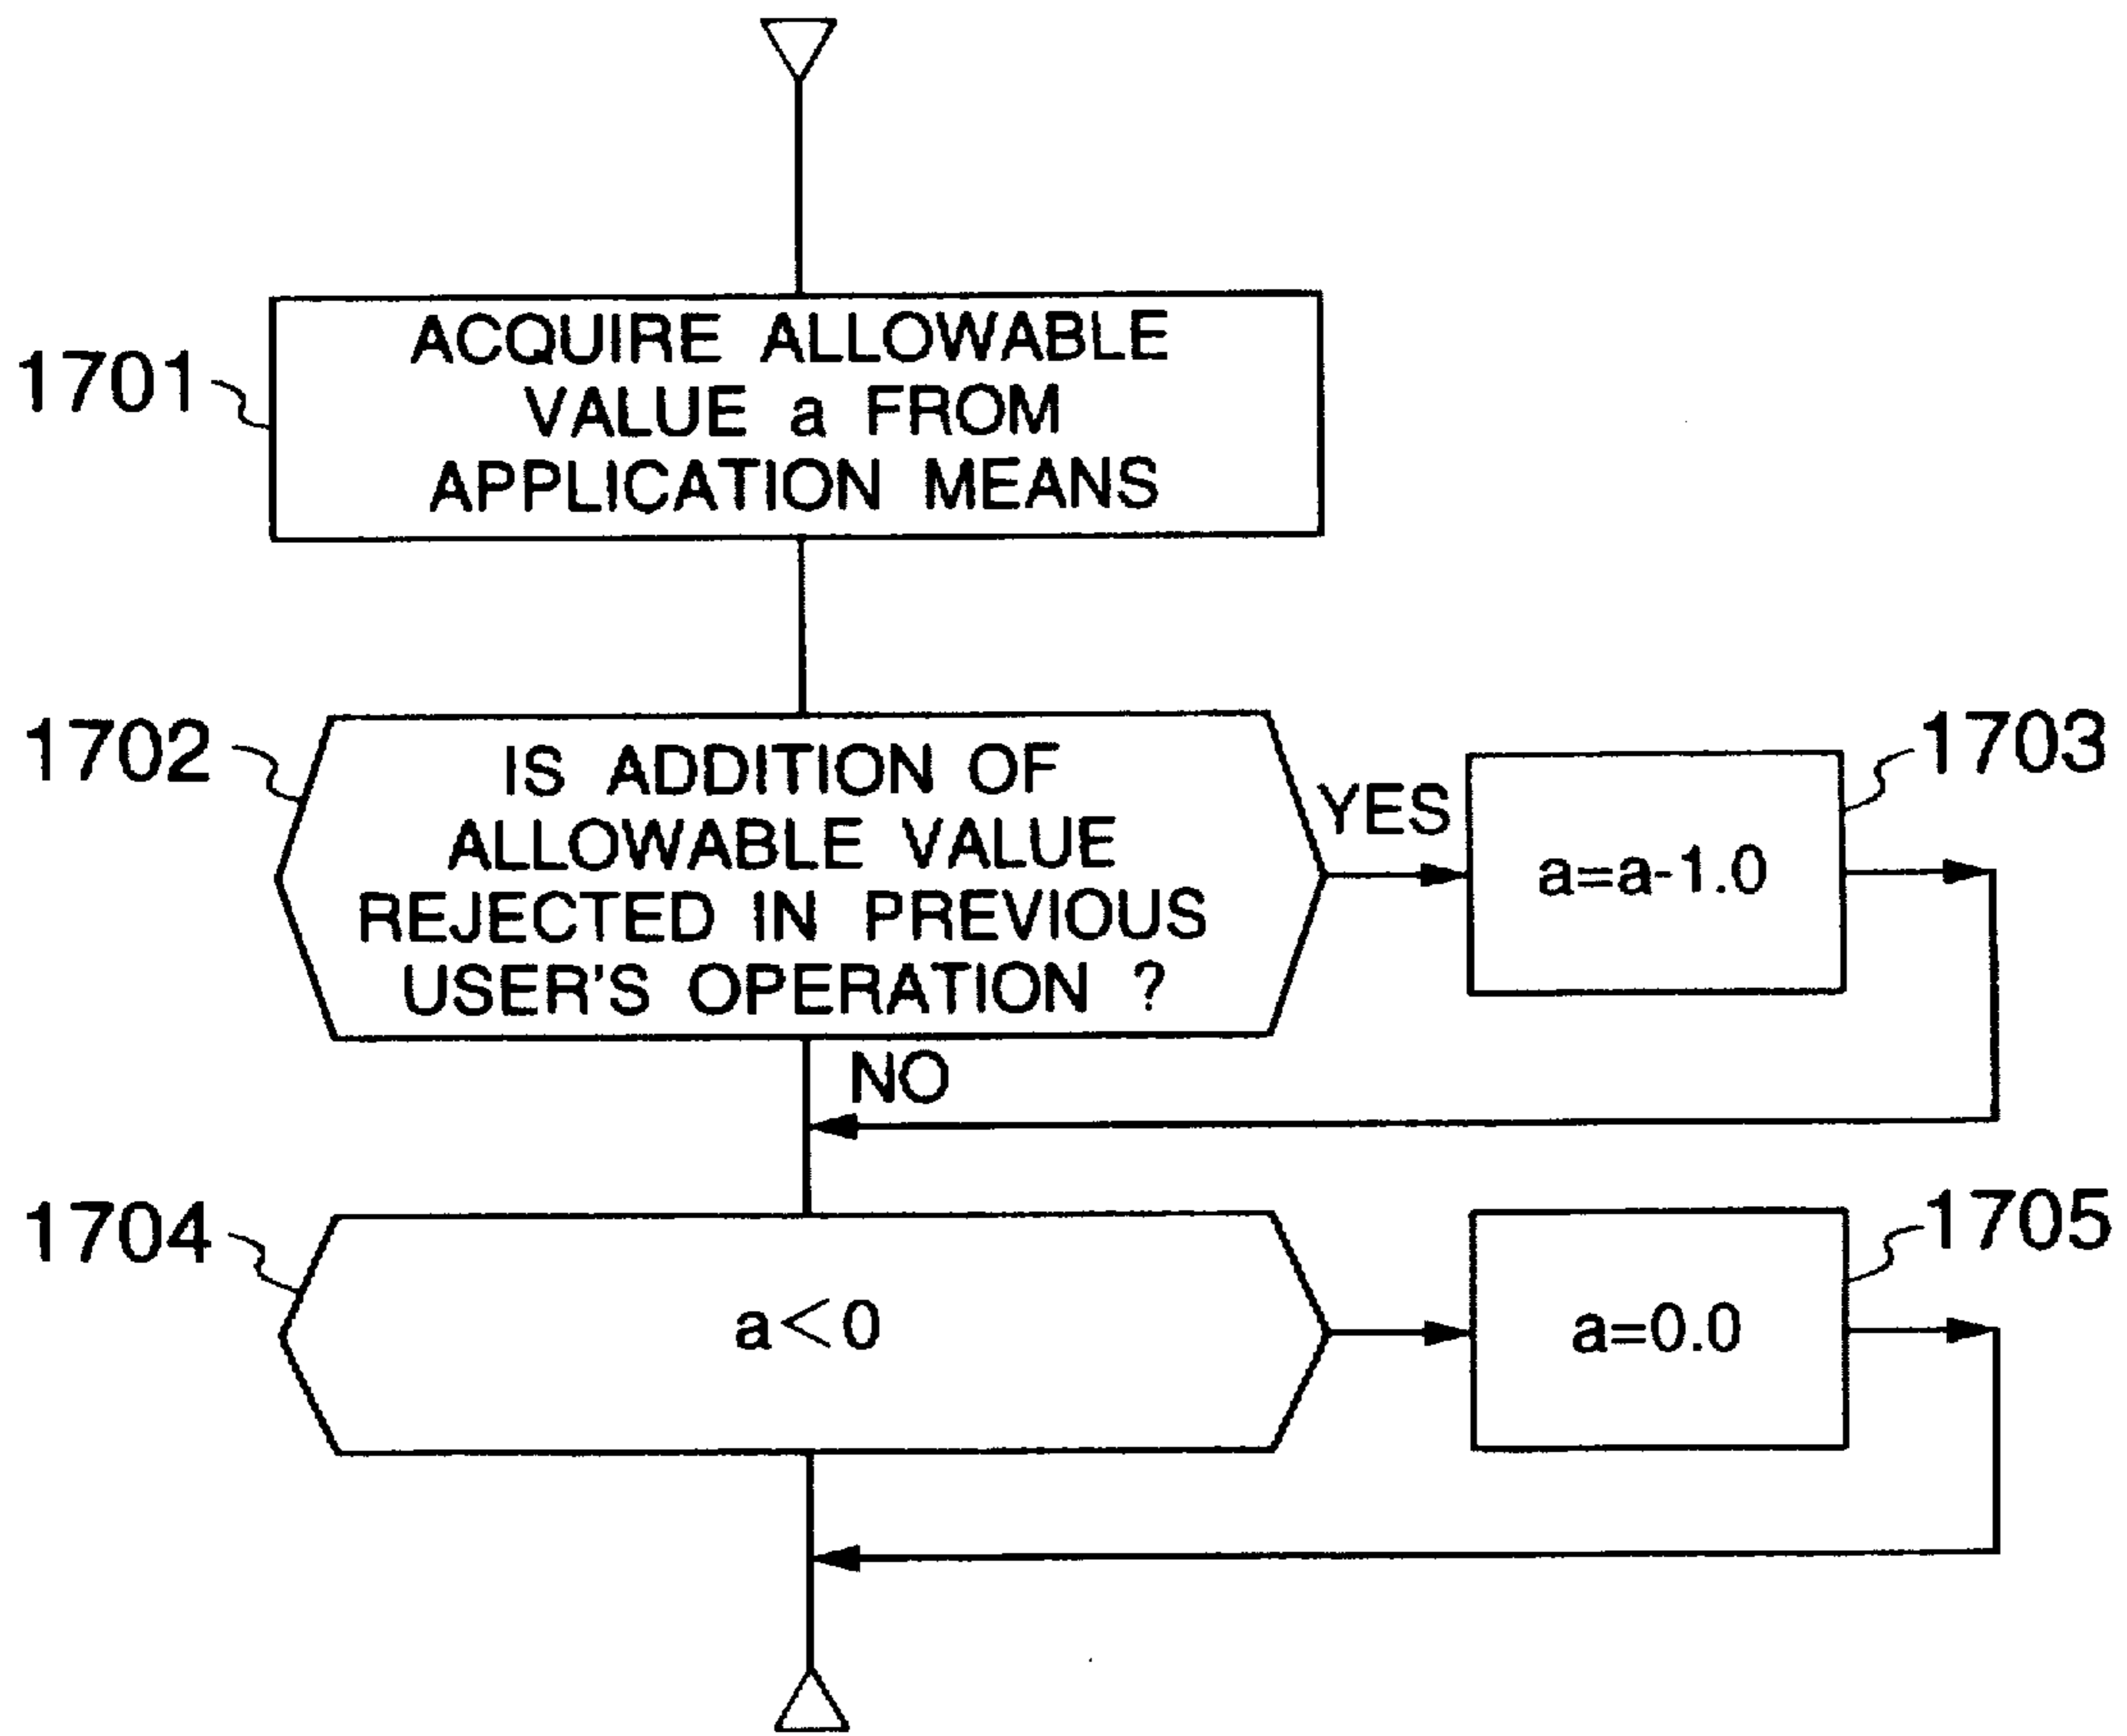 1701
ACQUIRE ALLOWABLE
VALUE a FROM
APPLICATION MEANS
1702
IS ADDITION OF
ALLOWABLE VALUE
REJECTED IN PREVIOUS
USER'S OPERATION ?
YES
1703
a=a-1.0
NO
1704
a<0
1705
a=0.0